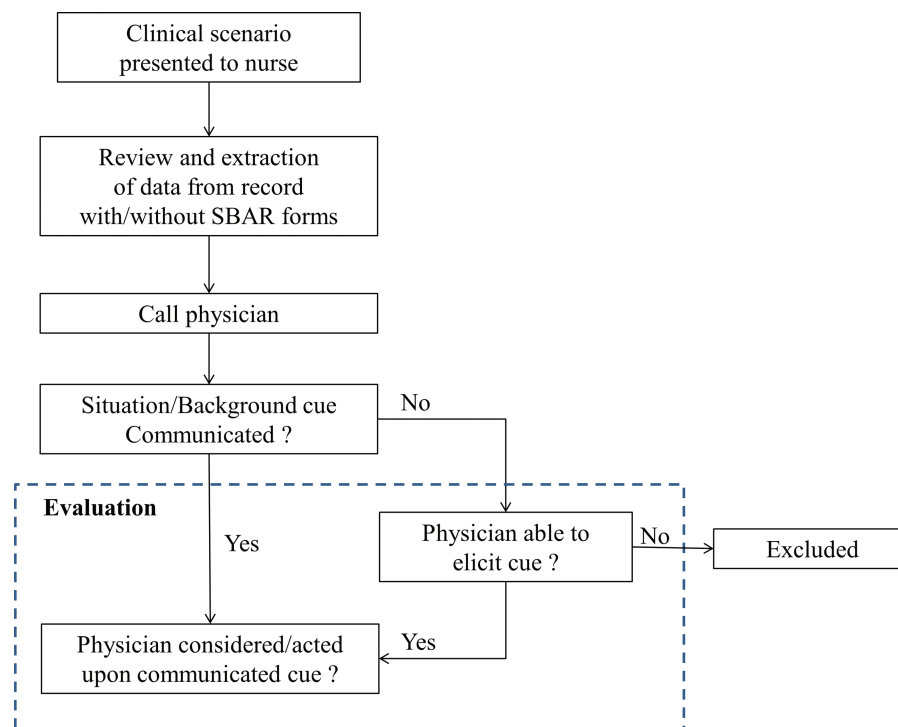 Clinical scenario
presented to nurse
Review and extraction
of data from record
with/without SBAR forms
Call physician
Situation/Background cue
Communicated ?
No
Evaluation
Yes
Physician able to
elicit cue ?
No
Excluded
Physician considered/acted
upon communicated cue ?
Yes